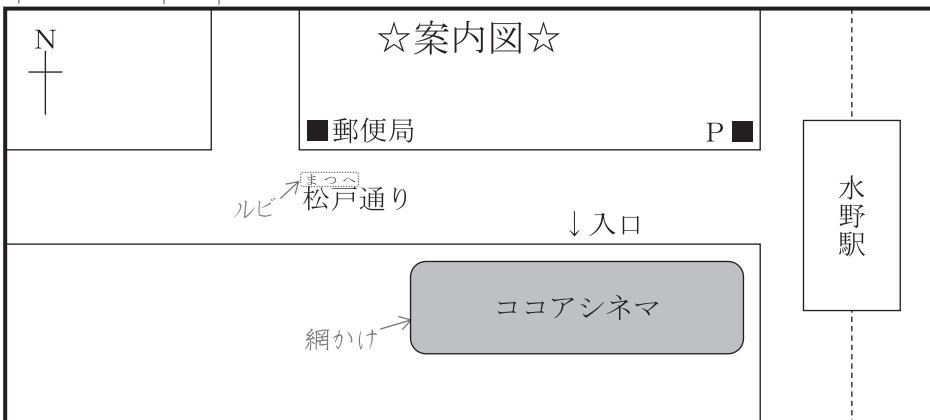 N
☆案内図☆
■郵便局
P■
まつへ
松戸通り
ルビ
↓入口
水野駅
ココアシネマ
網かけ